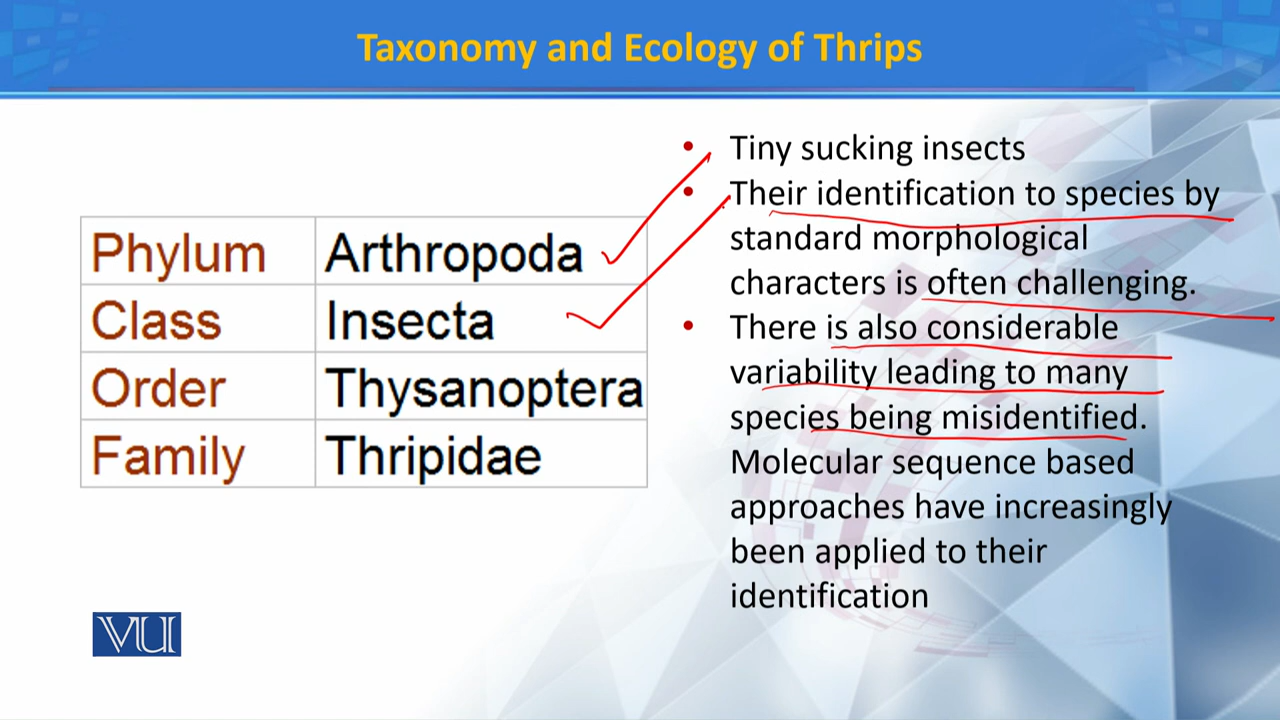 Taxonomy and Ecology of Thrips
Phylum Arthropoda
Class Insecta
Order Thysanoptera
Family Thripidae
• Tiny sucking insects
• Their identification to species by
standard morphological
characters is often challenging.
• There is also considerable
variability leading to many
species being misidentified.
Molecular sequence based
approaches have increasingly
been applied to their
identification
VU